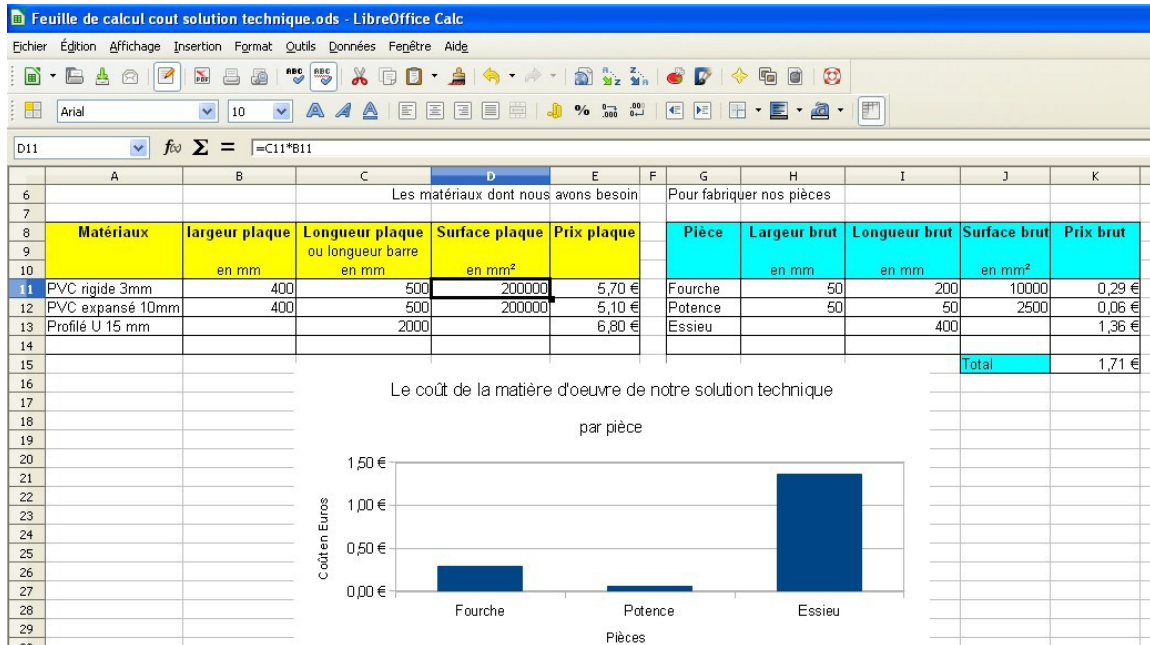 Feuille de calcul cout solution technique.ods - LibreOffice Calc
Fichier Édition Affichage Insertion Format Outils Données Fenêtre Aide
Arial 10
D11 =C11*B11
A B C D E F G H I J K
6 Les matériaux dont nous avons besoin Pour fabriquer nos pièces
7
8 Matériaux largeur plaque Longueur plaque Surface plaque Prix plaque Pièce Largeur brut Longueur brut Surface brut Prix brut
9 ou longueur barre
10 en mm en mm en mm² en mm en mm en mm²
11 PVC rigide 3mm 400 500 200000 5,70 € Fourche 50 200 10000 0,29 €
12 PVC expansé 10mm 400 500 200000 5,10 € Potence 50 50 2500 0,06 €
13 Profilé U 15 mm 2000 6,80 € Essieu 400 1,36 €
14
15 Total 1,71 €
16 Le coût de la matière d'oeuvre de notre solution technique
17
18 par pièce
19
20 1,50 €
21
22 1,00 €
23
24 Coût en Euros
25 0,50 €
26
27 0,00 €
28 Fourche Potence Essieu
29 Pièces